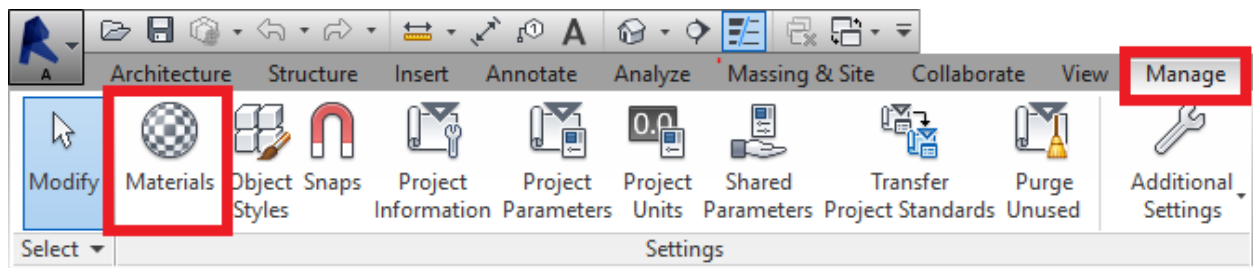 A
A
Architecture Structure Insert Annotate Analyze Massing & Site Collaborate View Manage
0.0
Modify Materials Object Snaps Project Project Project Shared Transfer Purge Additional
Styles Information Parameters Units Parameters Project Standards Unused Settings
Select Settings